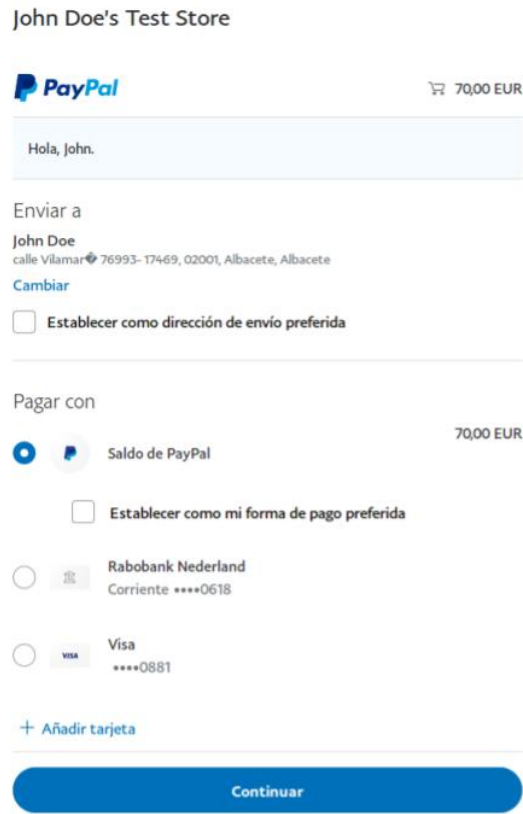 John Doe's Test Store
PayPal 70,00 EUR
Hola, John.
Enviar a
John Doe
calle Vilamar� 76993- 17469, 02001, Albacete, Albacete
Cambiar
Establecer como dirección de envío preferida
Pagar con
70,00 EUR
Saldo de PayPal
Establecer como mi forma de pago preferida
Rabobank Nederland
Corriente ••••0618
Visa
VISA
••••0881
+ Añadir tarjeta
Continuar